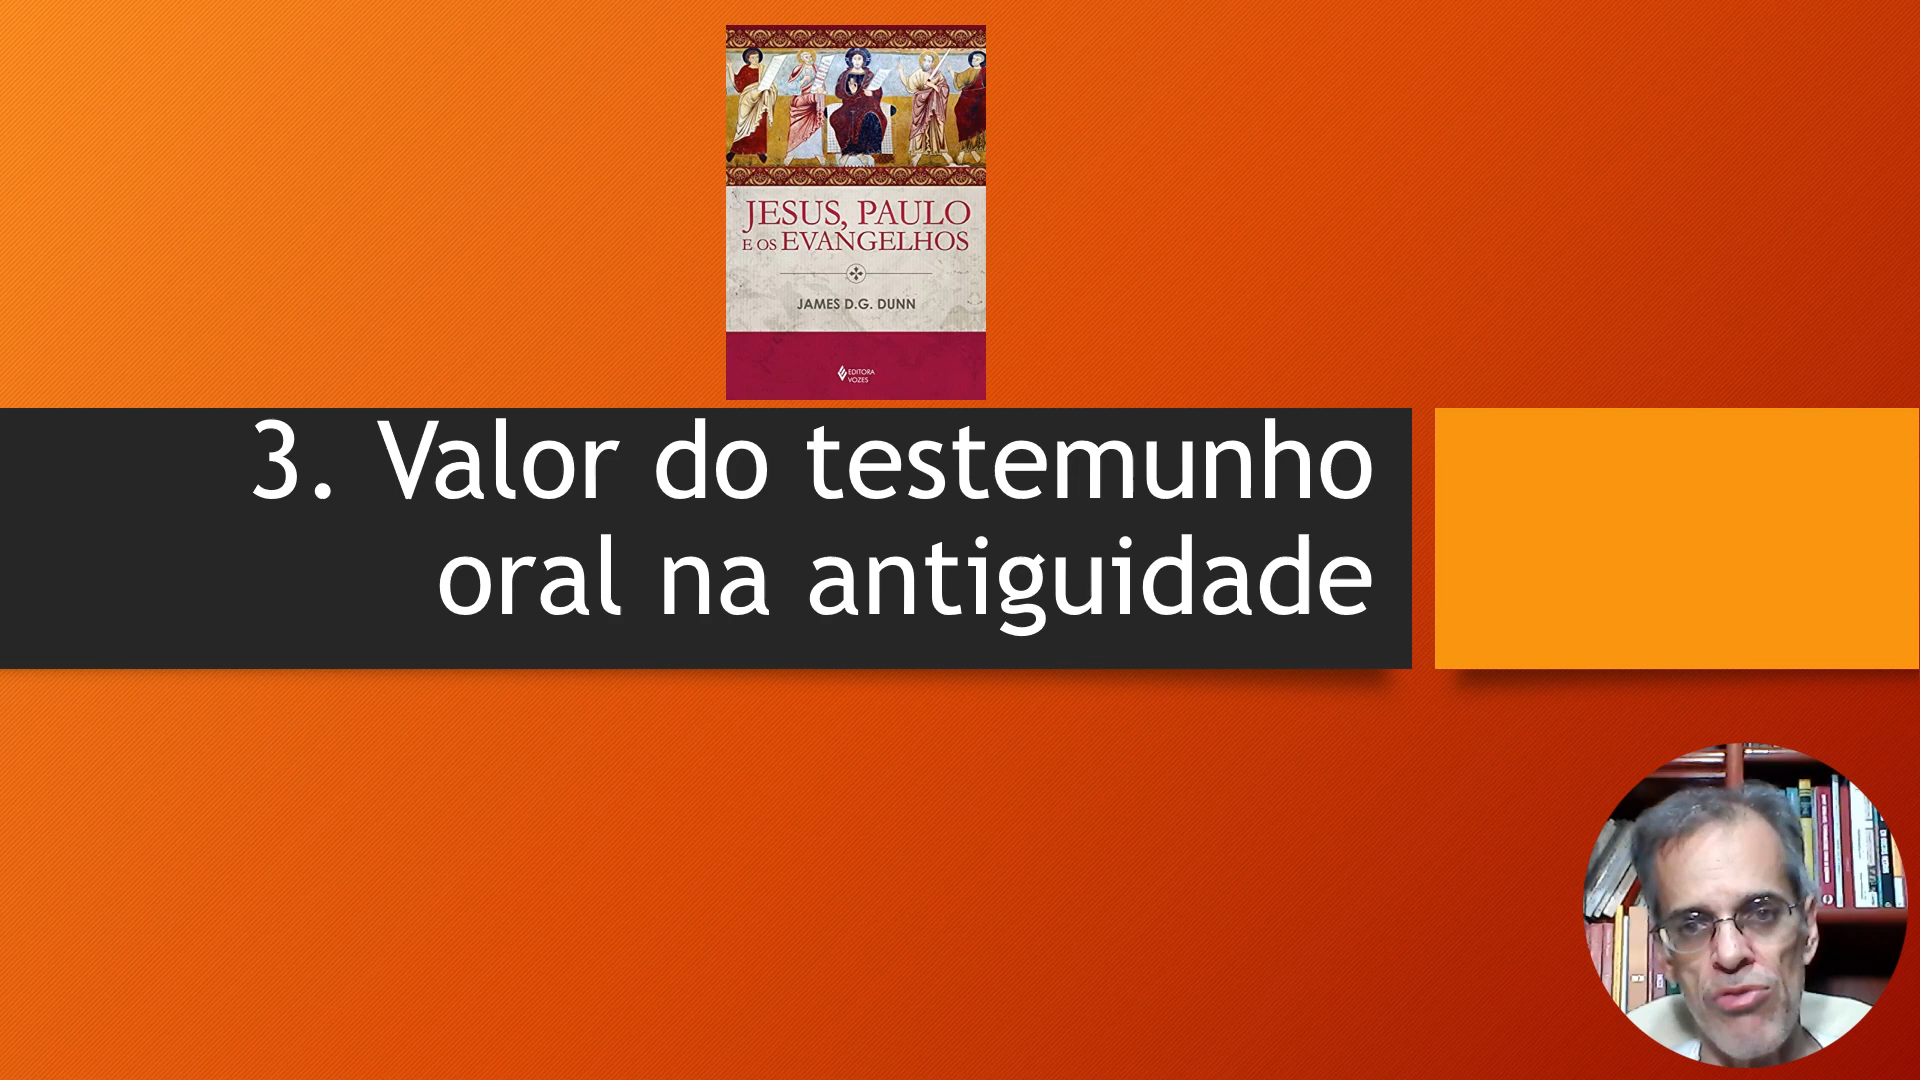 JESUS, PAULO
E OS EVANGELHOS
JAMES D.G. DUNN
EDITORA
VOZES
3. Valor do testemunho
oral na antiguidade